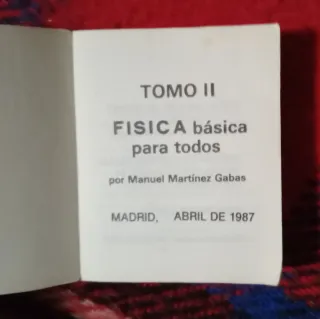 TOMO II
FISICA básica
para todos
por Manuel Martínez Gabas
MADRID, ABRIL DE 1987